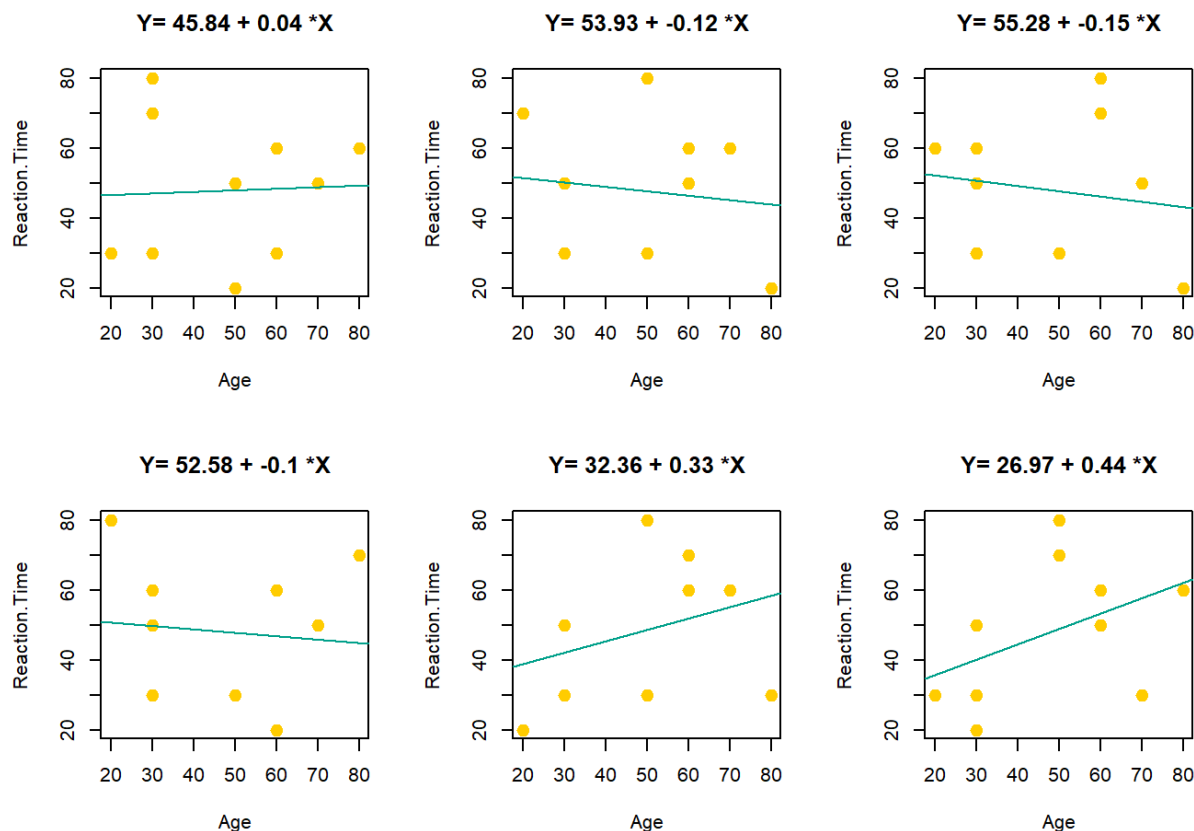 Y= 45.84 + 0.04 *X
Reaction.Time
80
60
40
20
20 30 40 50 60 70 80
Age
Y= 53.93 + -0.12 *X
Reaction.Time
80
60
40
20
20 30 40 50 60 70 80
Age
Y= 55.28 + -0.15 *X
Reaction.Time
80
60
40
20
20 30 40 50 60 70 80
Age
Y= 52.58 + -0.1 *X
Reaction.Time
80
60
40
20
20 30 40 50 60 70 80
Age
Y= 32.36 + 0.33 *X
Reaction.Time
80
60
40
20
20 30 40 50 60 70 80
Age
Y= 26.97 + 0.44 *X
Reaction.Time
80
60
40
20
20 30 40 50 60 70 80
Age